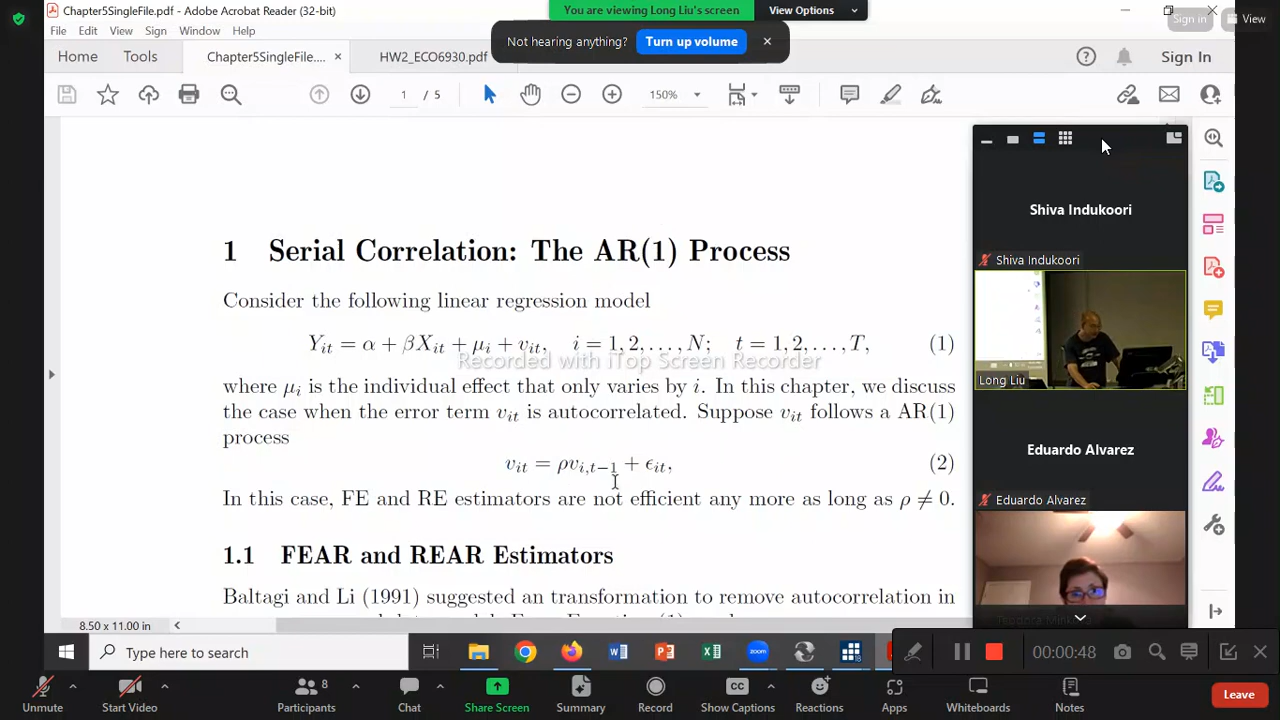 Chapter5SingleFile.pdf - Adobe Acrobat Reader (32-bit)
You are viewing Long Liu's screen
View Options
Sign in
View
File Edit View Sign Window Help
Not hearing anything? Turn up volume
Home Tools Chapter5SingleFile.... × HW2_ECO6930.pdf
Sign In
1 / 5
150%
1 Serial Correlation: The AR(1) Process
Consider the following linear regression model
Y_it = α + βX_it + μ_i + v_it, i = 1, 2, . . . , N; t = 1, 2, . . . , T, (1)
Recorded with iTop Screen Recorder
where μ_i is the individual effect that only varies by i. In this chapter, we discuss
the case when the error term v_it is autocorrelated. Suppose v_it follows a AR(1)
process
v_it = ρv_i,t−1 + ϵ_it, (2)
In this case, FE and RE estimators are not efficient any more as long as ρ ≠ 0.
1.1 FEAR and REAR Estimators
Baltagi and Li (1991) suggested an transformation to remove autocorrelation in
Shiva Indukoori
Shiva Indukoori
Long Liu
Eduardo Alvarez
Eduardo Alvarez
8.50 x 11.00 in
Type here to search
zoom
00:00:48
Unmute
Start Video
Participants
8
Chat
Share Screen
Summary
Record
Show Captions
Reactions
Apps
Whiteboards
Notes
Leave